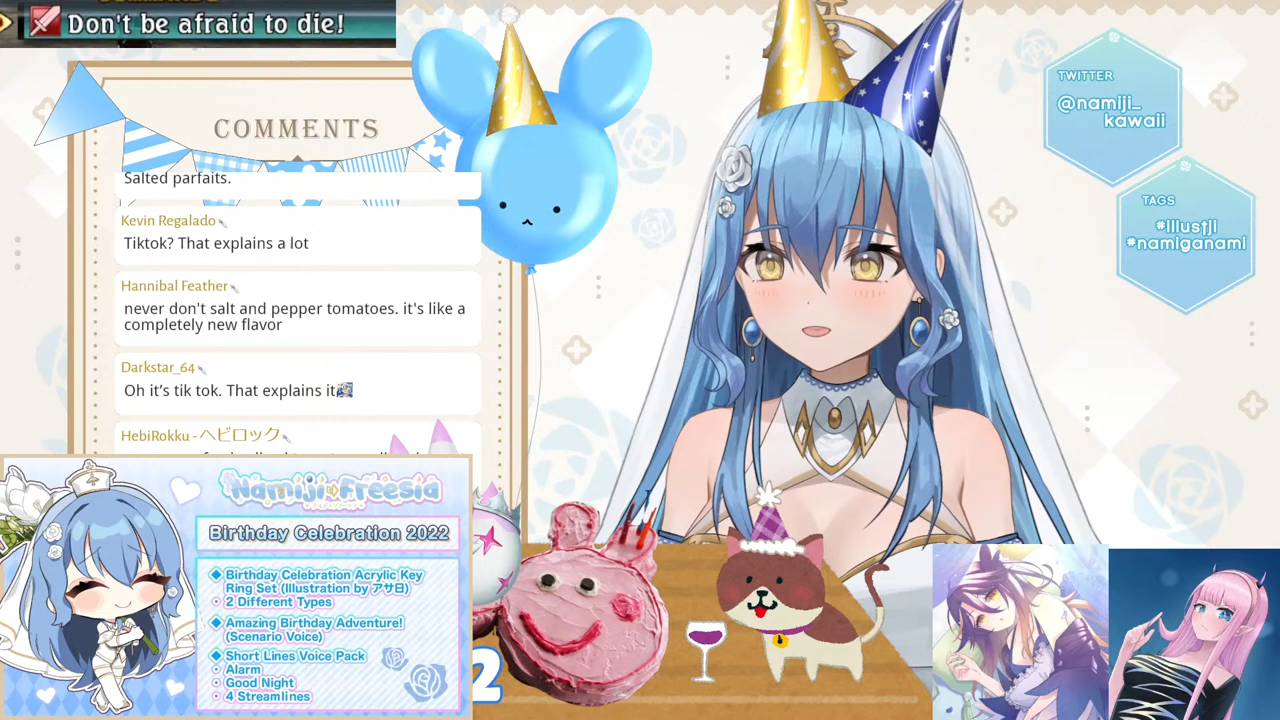 Don't be afraid to die!
COMMENTS
Salted parfaits.
Kevin Regalado
Tiktok? That explains a lot
Hannibal Feather
never don't salt and pepper tomatoes. it's like a
completely new flavor
Darkstar_64
Oh it's tik tok. That explains it
HebiRokku - ヘビロック
Namiji Freesia
Birthday Celebration 2022
◆ Birthday Celebration Acrylic Key
Ring Set (Illustration by アサ日)
・ 2 Different Types
◆ Amazing Birthday Adventure!
(Scenario Voice)
◆ Short Lines Voice Pack
・ Alarm
・ Good Night
・ 4 Streamlines
2
TWITTER
@namiji_
kawaii
TAGS
#illustji
#namiganami